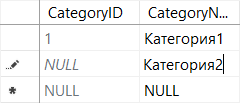 CategoryID CategoryN...
1 Категория1
NULL Категория2
NULL NULL